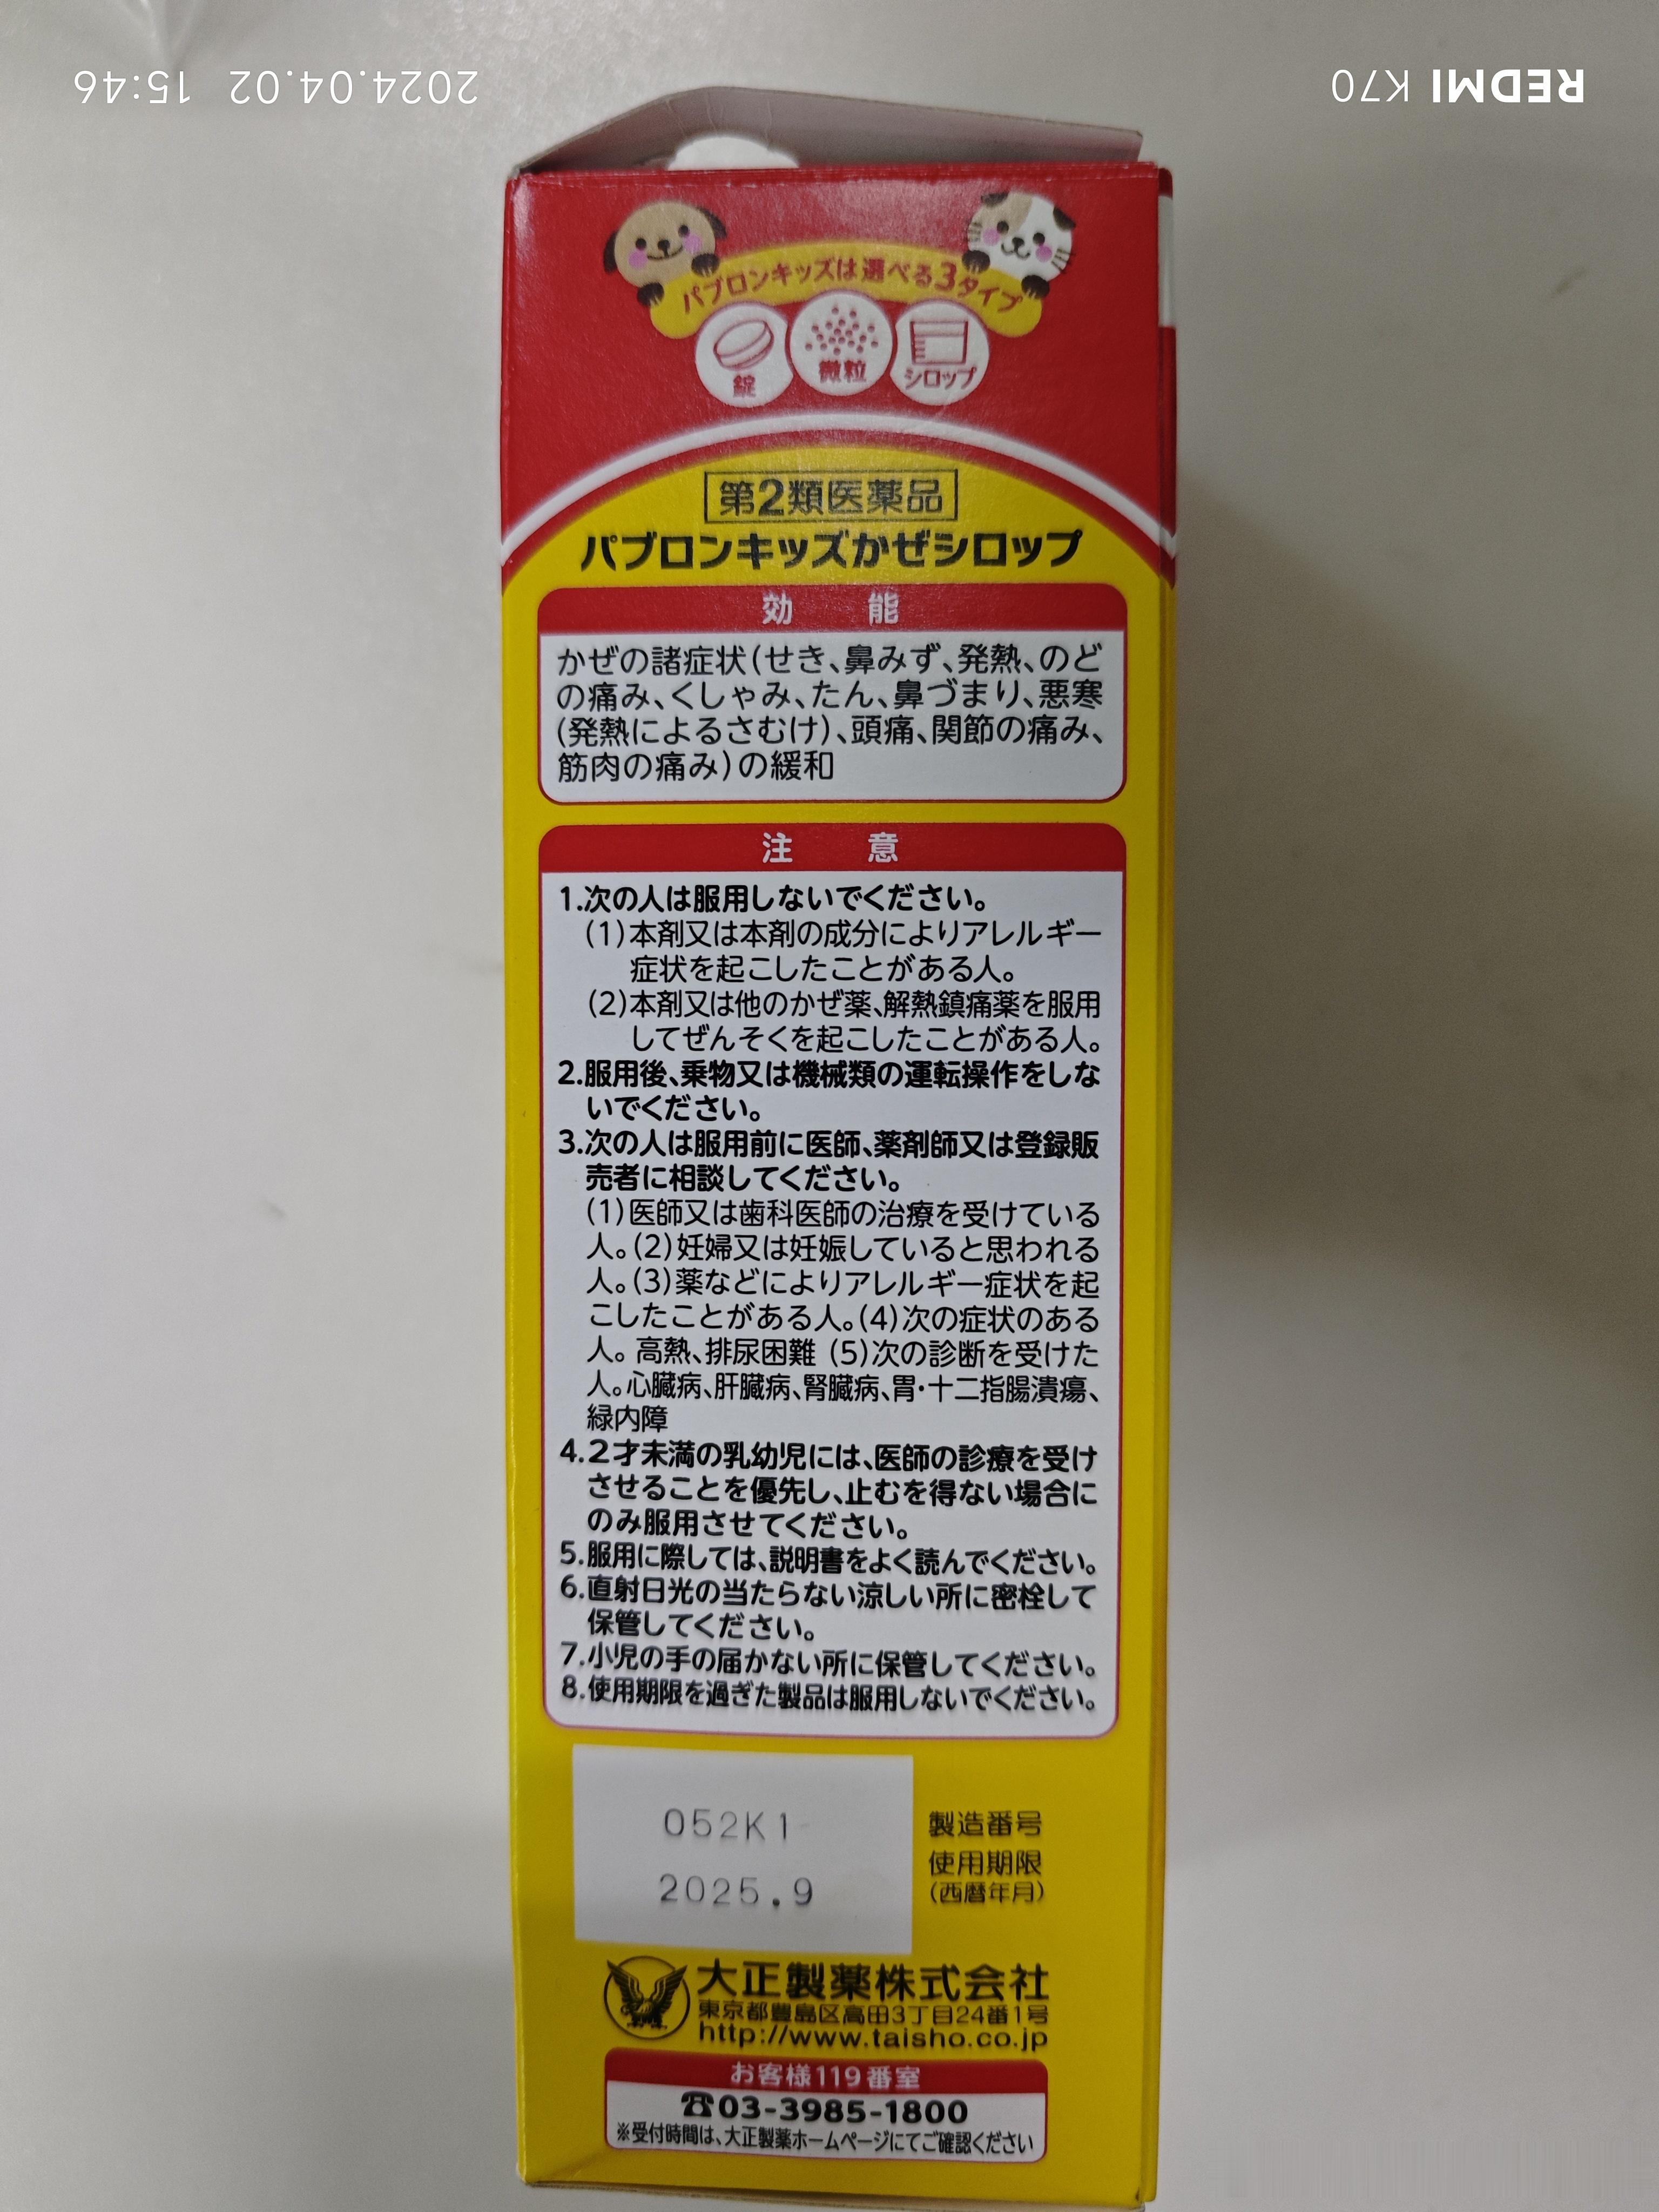 2024.04.02 15:46
REDMI K70
パブロンキッズは選べる3タイプ
錠
微粒
シロップ
第2類医薬品
パブロンキッズかぜシロップ
効能
かぜの諸症状(せき、鼻みず、発熱、のど
の痛み、くしゃみ、たん、鼻づまり、悪寒
(発熱によるさむけ)、頭痛、関節の痛み、
筋肉の痛み)の緩和
注意
1.次の人は服用しないでください。
(1)本剤又は本剤の成分によりアレルギー
症状を起こしたことがある人。
(2)本剤又は他のかぜ薬、解熱鎮痛薬を服用
してぜんそくを起こしたことがある人。
2.服用後、乗物又は機械類の運転操作をしな
いでください。
3.次の人は服用前に医師、薬剤師又は登録販
売者に相談してください。
(1)医師又は歯科医師の治療を受けている
人。(2)妊婦又は妊娠していると思われる
人。(3)薬などによりアレルギー症状を起
こしたことがある人。(4)次の症状のある
人。高熱、排尿困難 (5)次の診断を受けた
人。心臓病、肝臓病、腎臓病、胃・十二指腸潰瘍、
緑内障
4.2才未満の乳幼児には、医師の診療を受け
させることを優先し、止むを得ない場合に
のみ服用させてください。
5.服用に際しては、説明書をよく読んでください。
6.直射日光の当たらない涼しい所に密栓して
保管してください。
7.小児の手の届かない所に保管してください。
8.使用期限を過ぎた製品は服用しないでください。
052K1
製造番号
2025.9
使用期限
(西暦年月)
大正製薬株式会社
東京都豊島区高田3丁目24番1号
http://www.taisho.co.jp
お客様119番室
☎03-3985-1800
※受付時間は、大正製薬ホームページにてご確認ください